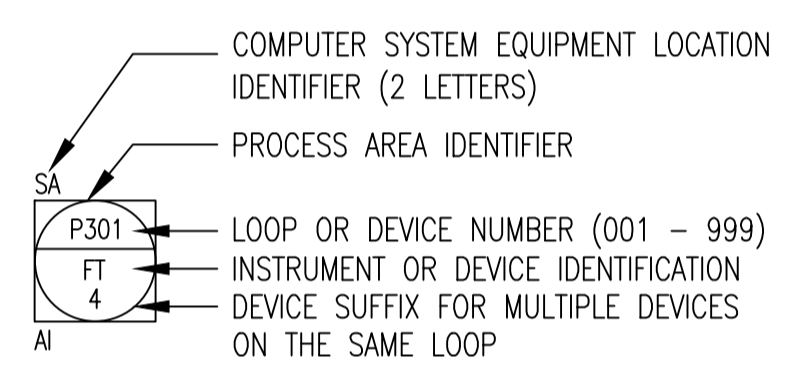 COMPUTER SYSTEM EQUIPMENT LOCATION
IDENTIFIER (2 LETTERS)
PROCESS AREA IDENTIFIER
SA
P301
LOOP OR DEVICE NUMBER (001 – 999)
FT
INSTRUMENT OR DEVICE IDENTIFICATION
4
DEVICE SUFFIX FOR MULTIPLE DEVICES
AI
ON THE SAME LOOP